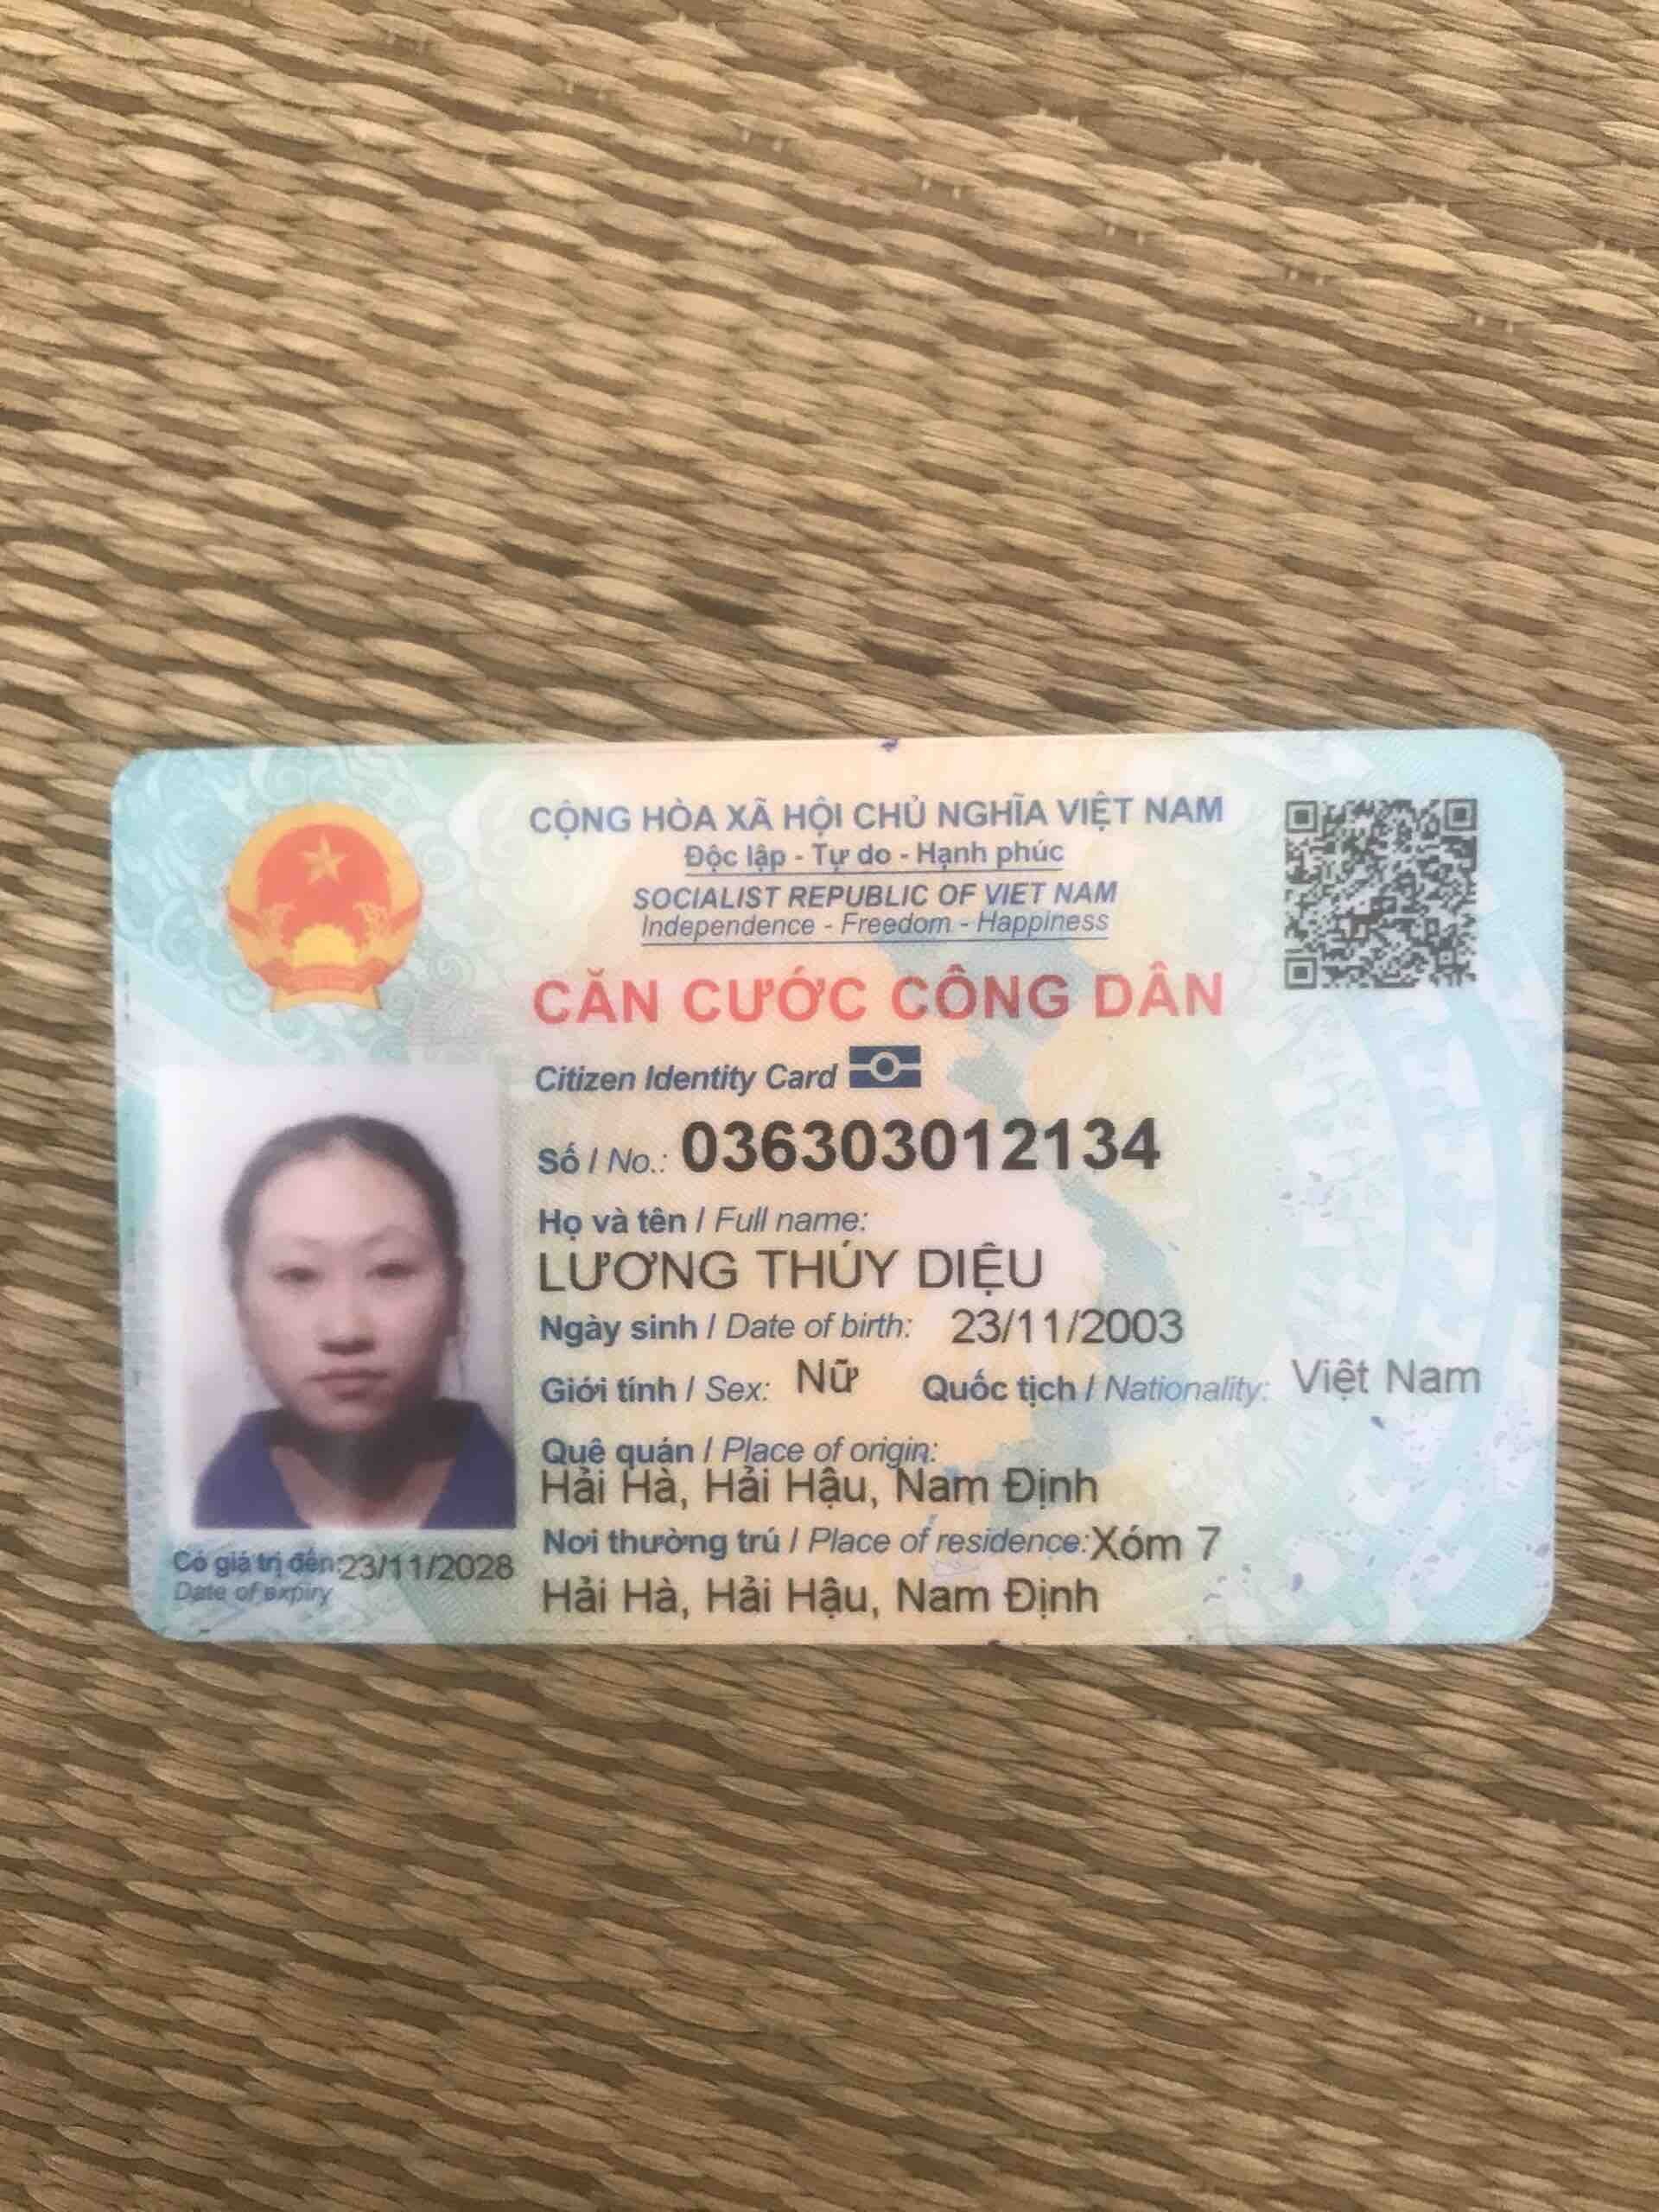 CỘNG HÒA XÃ HỘI CHỦ NGHĨA VIỆT NAM
Độc lập - Tự do - Hạnh phúc
SOCIALIST REPUBLIC OF VIET NAM
Independence - Freedom - Happiness
CĂN CƯỚC CÔNG DÂN
Citizen Identity Card
Số / No.: 036303012134
Họ và tên / Full name:
LƯƠNG THÚY DIỆU
Ngày sinh / Date of birth: 23/11/2003
Giới tính / Sex: Nữ Quốc tịch / Nationality: Việt Nam
Quê quán / Place of origin:
Hải Hà, Hải Hậu, Nam Định
Nơi thường trú / Place of residence: Xóm 7
Hải Hà, Hải Hậu, Nam Định
Có giá trị đến: 23/11/2028
Date of expiry